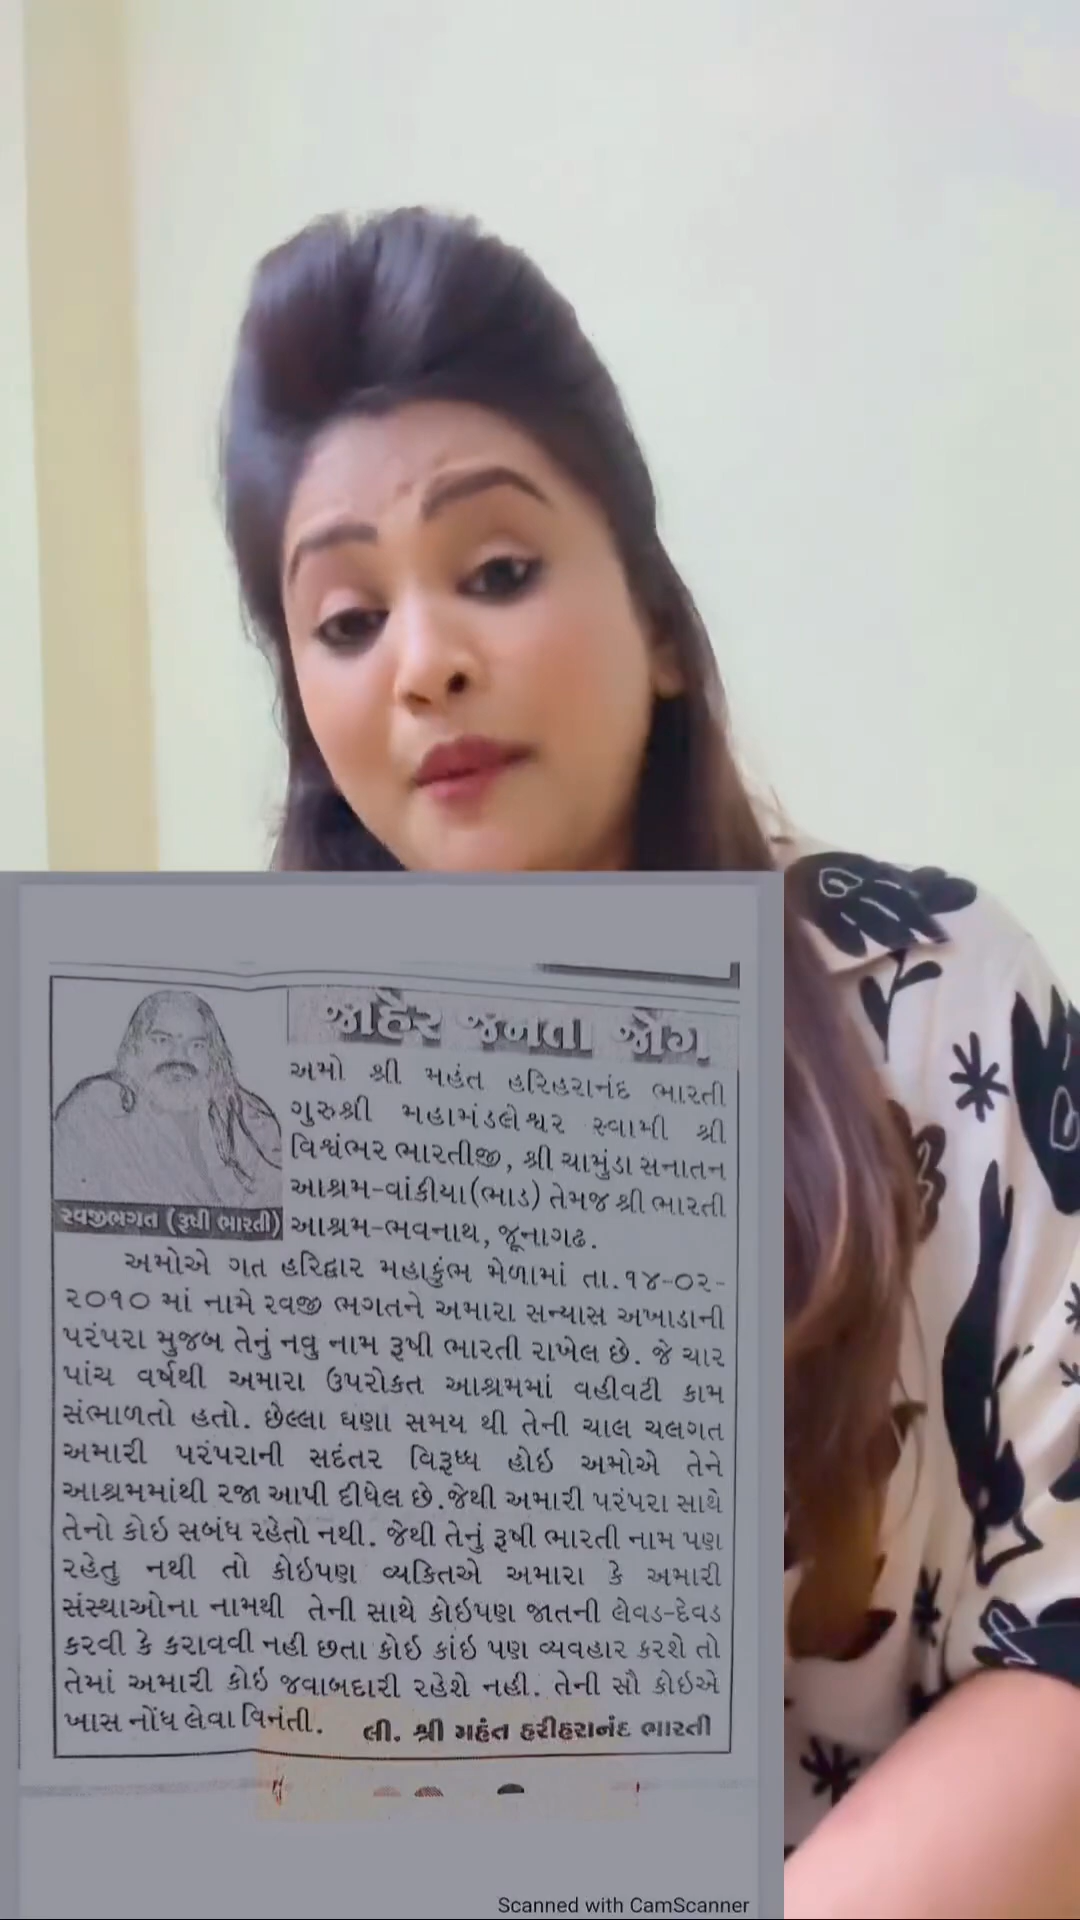 જાહેર જનતા જોગ
અમો શ્રી મહંત હરિહરાનંદ ભારતી
ગુરુશ્રી મહામંડલેશ્વર સ્વામી શ્રી
વિશ્વંભર ભારતીજી, શ્રી ચામુંડા સનાતન
આશ્રમ-વાંકીયા(ભાડ) તેમજ શ્રી ભારતી
રવજીભગત (રૂષી ભારતી)
આશ્રમ-ભવનાથ, જૂનાગઢ.
અમોએ ગત હરિદ્વાર મહાકુંભ મેળામાં તા.૧૪-૦૨-
૨૦૧૦ માં નામે રવજી ભગતને અમારા સન્યાસ અખાડાની
પરંપરા મુજબ તેનું નવુ નામ રૂષી ભારતી રાખેલ છે. જે ચાર
પાંચ વર્ષથી અમારા ઉપરોકત આશ્રમમાં વહીવટી કામ
સંભાળતો હતો. છેલ્લા ઘણા સમય થી તેની ચાલ ચલગત
અમારી પરંપરાની સદંતર વિરૂધ્ધ હોઇ અમોએ તેને
આશ્રમમાંથી રજા આપી દીધેલ છે.જેથી અમારી પરંપરા સાથે
તેનો કોઇ સબંધ રહેતો નથી. જેથી તેનું રૂષી ભારતી નામ પણ
રહેતુ નથી તો કોઇપણ વ્યકિતએ અમારા કે અમારી
સંસ્થાઓના નામથી તેની સાથે કોઇપણ જાતની લેવડ-દેવડ
કરવી કે કરાવવી નહી છતા કોઇ કાંઇ પણ વ્યવહાર કરશે તો
તેમાં અમારી કોઇ જવાબદારી રહેશે નહી. તેની સૌ કોઇએ
ખાસ નોંધ લેવા વિનંતી. લી. શ્રી મહંત હરીહરાનંદ ભારતી
Scanned with CamScanner